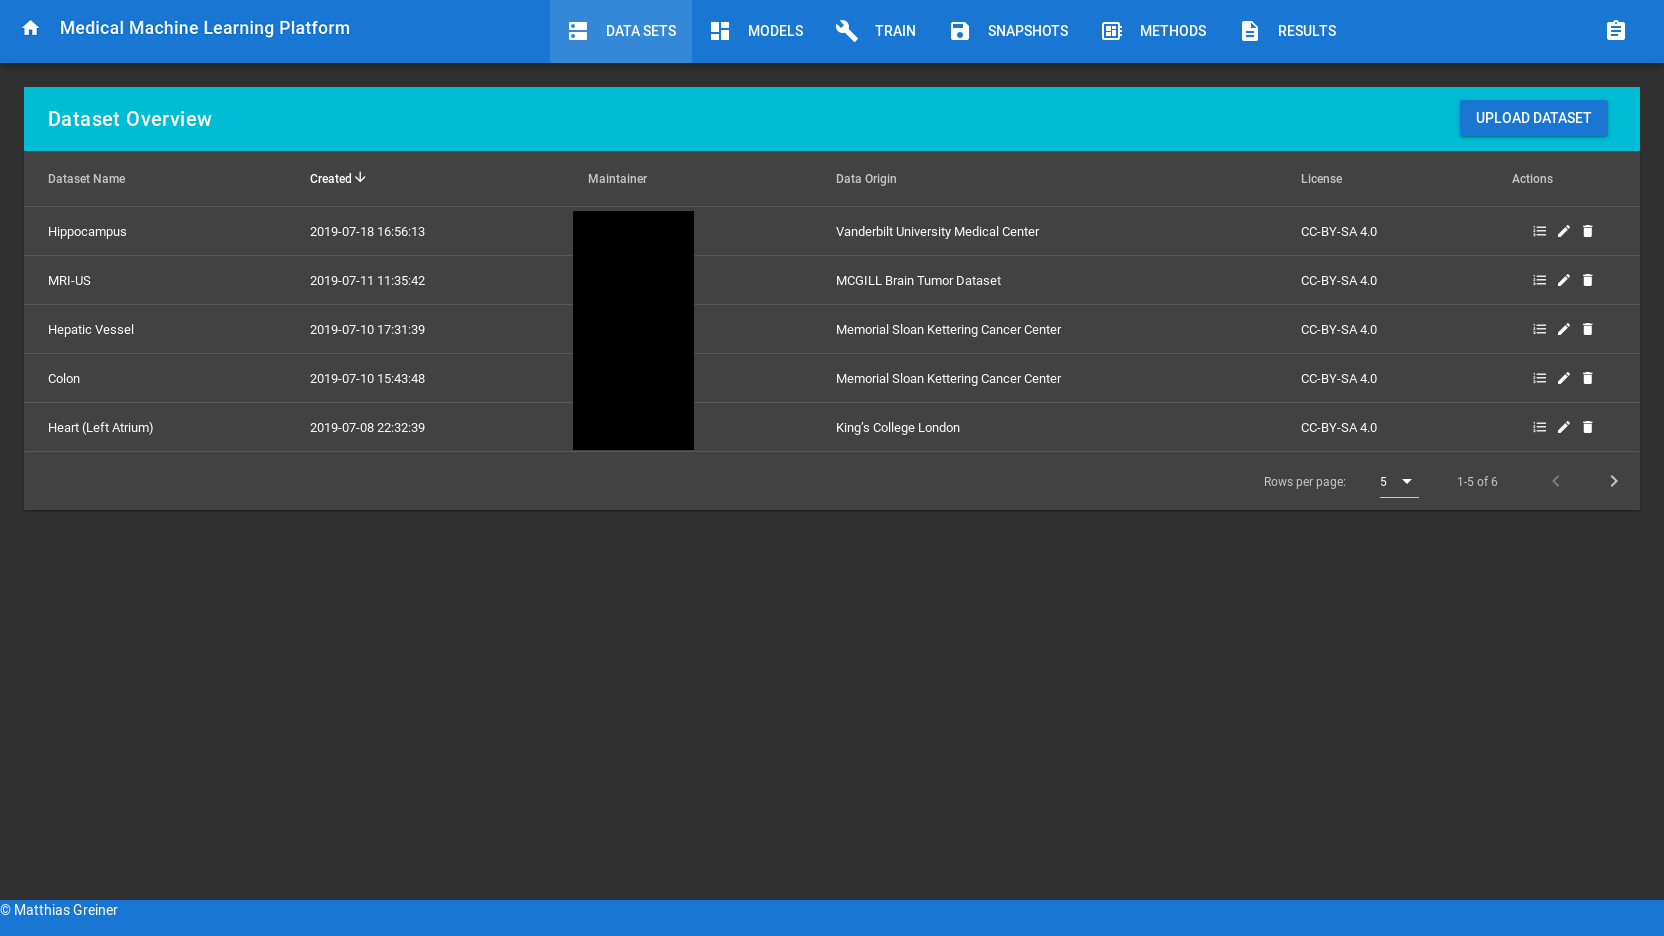 Medical Machine Learning Platform DATA SETS MODELS TRAIN SNAPSHOTS METHODS RESULTS
Dataset Overview UPLOAD DATASET
Dataset Name Created Maintainer Data Origin License Actions
Hippocampus 2019-07-18 16:56:13 Vanderbilt University Medical Center CC-BY-SA 4.0
MRI-US 2019-07-11 11:35:42 MCGILL Brain Tumor Dataset CC-BY-SA 4.0
Hepatic Vessel 2019-07-10 17:31:39 Memorial Sloan Kettering Cancer Center CC-BY-SA 4.0
Colon 2019-07-10 15:43:48 Memorial Sloan Kettering Cancer Center CC-BY-SA 4.0
Heart (Left Atrium) 2019-07-08 22:32:39 King’s College London CC-BY-SA 4.0
Rows per page: 5 1-5 of 6
© Matthias Greiner